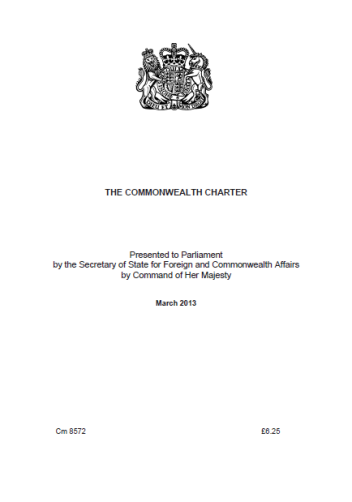 THE COMMONWEALTH CHARTER
Presented to Parliament
by the Secretary of State for Foreign and Commonwealth Affairs
by Command of Her Majesty
March 2013
Cm 8572 £6.25